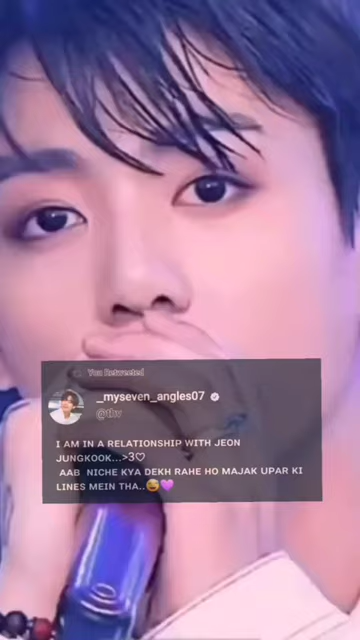 You Retweeted
_myseven_angles07
@thv
I AM IN A RELATIONSHIP WITH JEON
JUNGKOOK...>3♡
AAB NICHE KYA DEKH RAHE HO MAJAK UPAR KI
LINES MEIN THA..😅💜